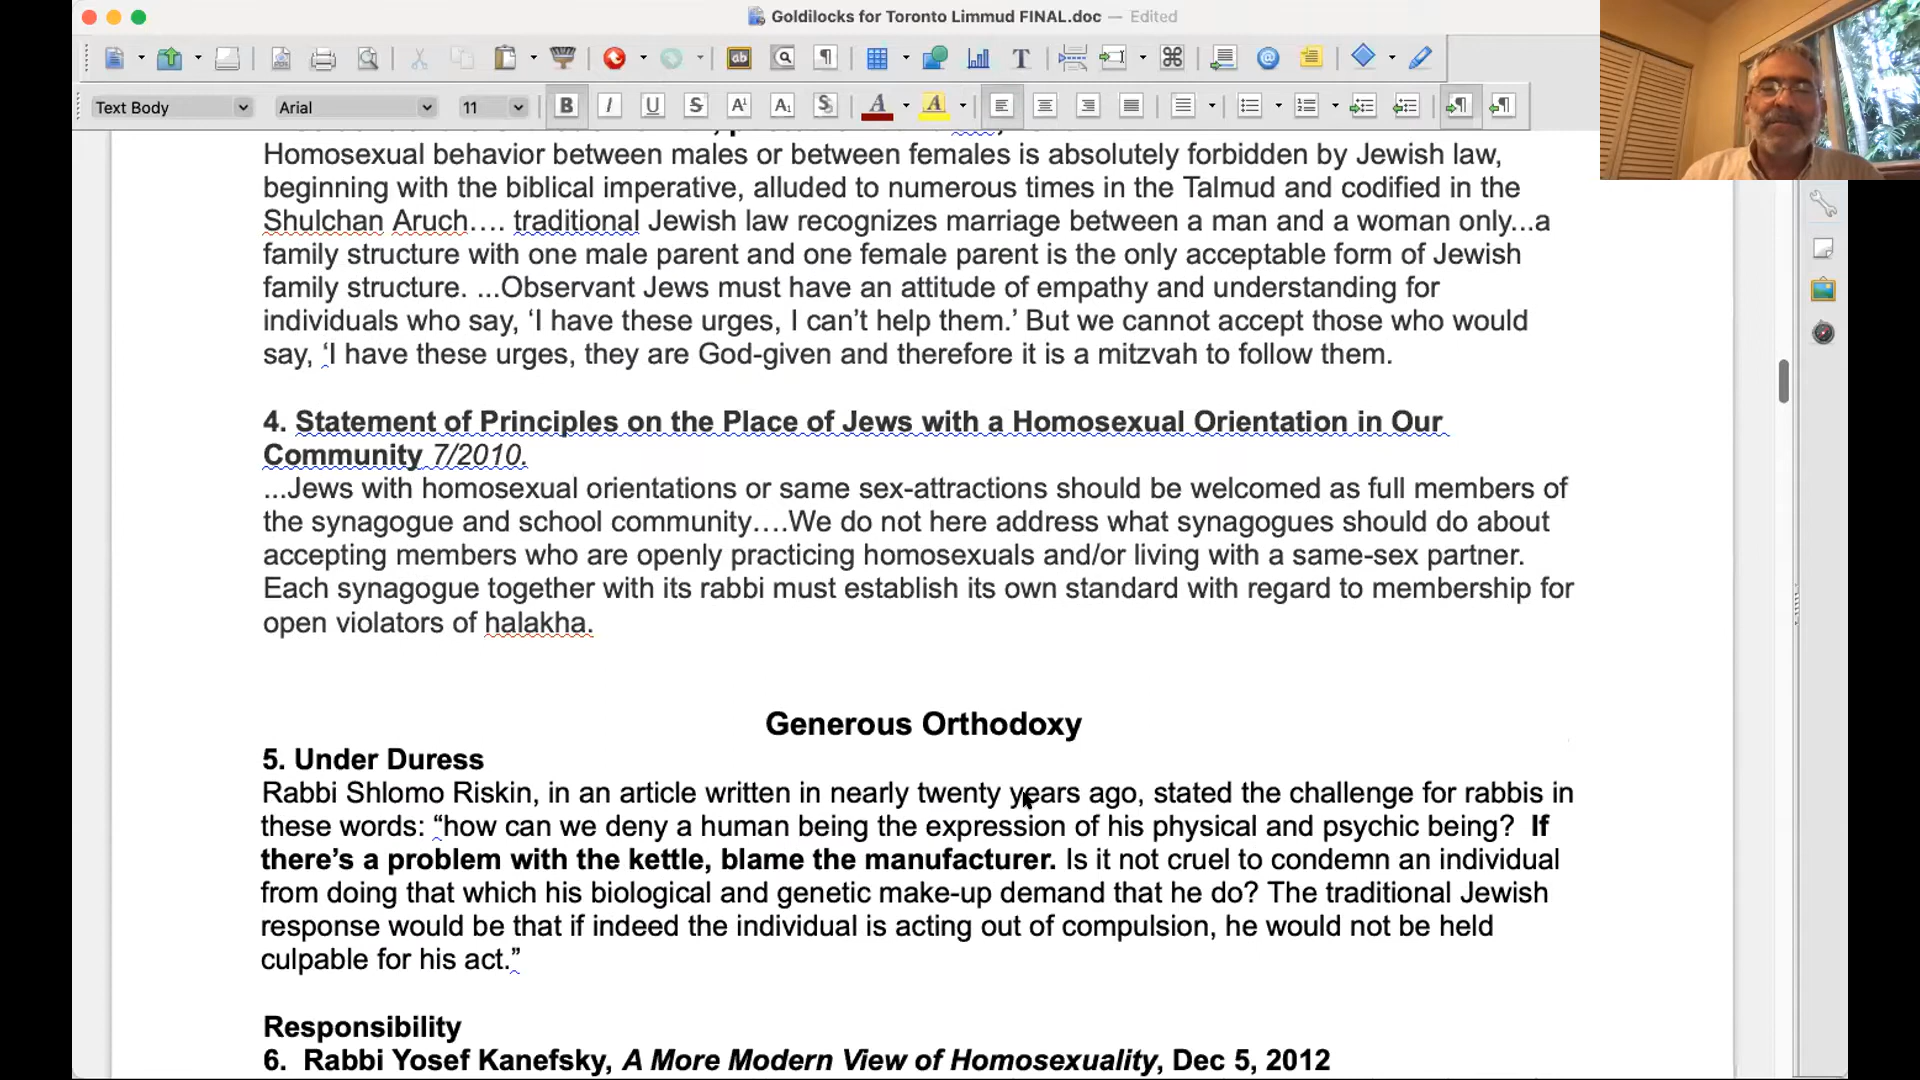 Goldilocks for Toronto Limmud FINAL.doc — Edited
Text Body
Arial
11
Homosexual behavior between males or between females is absolutely forbidden by Jewish law,
beginning with the biblical imperative, alluded to numerous times in the Talmud and codified in the
Shulchan Aruch…. traditional Jewish law recognizes marriage between a man and a woman only...a
family structure with one male parent and one female parent is the only acceptable form of Jewish
family structure. ...Observant Jews must have an attitude of empathy and understanding for
individuals who say, ‘I have these urges, I can’t help them.’ But we cannot accept those who would
say, ‘I have these urges, they are God-given and therefore it is a mitzvah to follow them.
4. Statement of Principles on the Place of Jews with a Homosexual Orientation in Our
Community 7/2010.
...Jews with homosexual orientations or same sex-attractions should be welcomed as full members of
the synagogue and school community….We do not here address what synagogues should do about
accepting members who are openly practicing homosexuals and/or living with a same-sex partner.
Each synagogue together with its rabbi must establish its own standard with regard to membership for
open violators of halakha.
Generous Orthodoxy
5. Under Duress
Rabbi Shlomo Riskin, in an article written in nearly twenty years ago, stated the challenge for rabbis in
these words: “how can we deny a human being the expression of his physical and psychic being? If
there’s a problem with the kettle, blame the manufacturer. Is it not cruel to condemn an individual
from doing that which his biological and genetic make-up demand that he do? The traditional Jewish
response would be that if indeed the individual is acting out of compulsion, he would not be held
culpable for his act.”
Responsibility
6. Rabbi Yosef Kanefsky, A More Modern View of Homosexuality, Dec 5, 2012